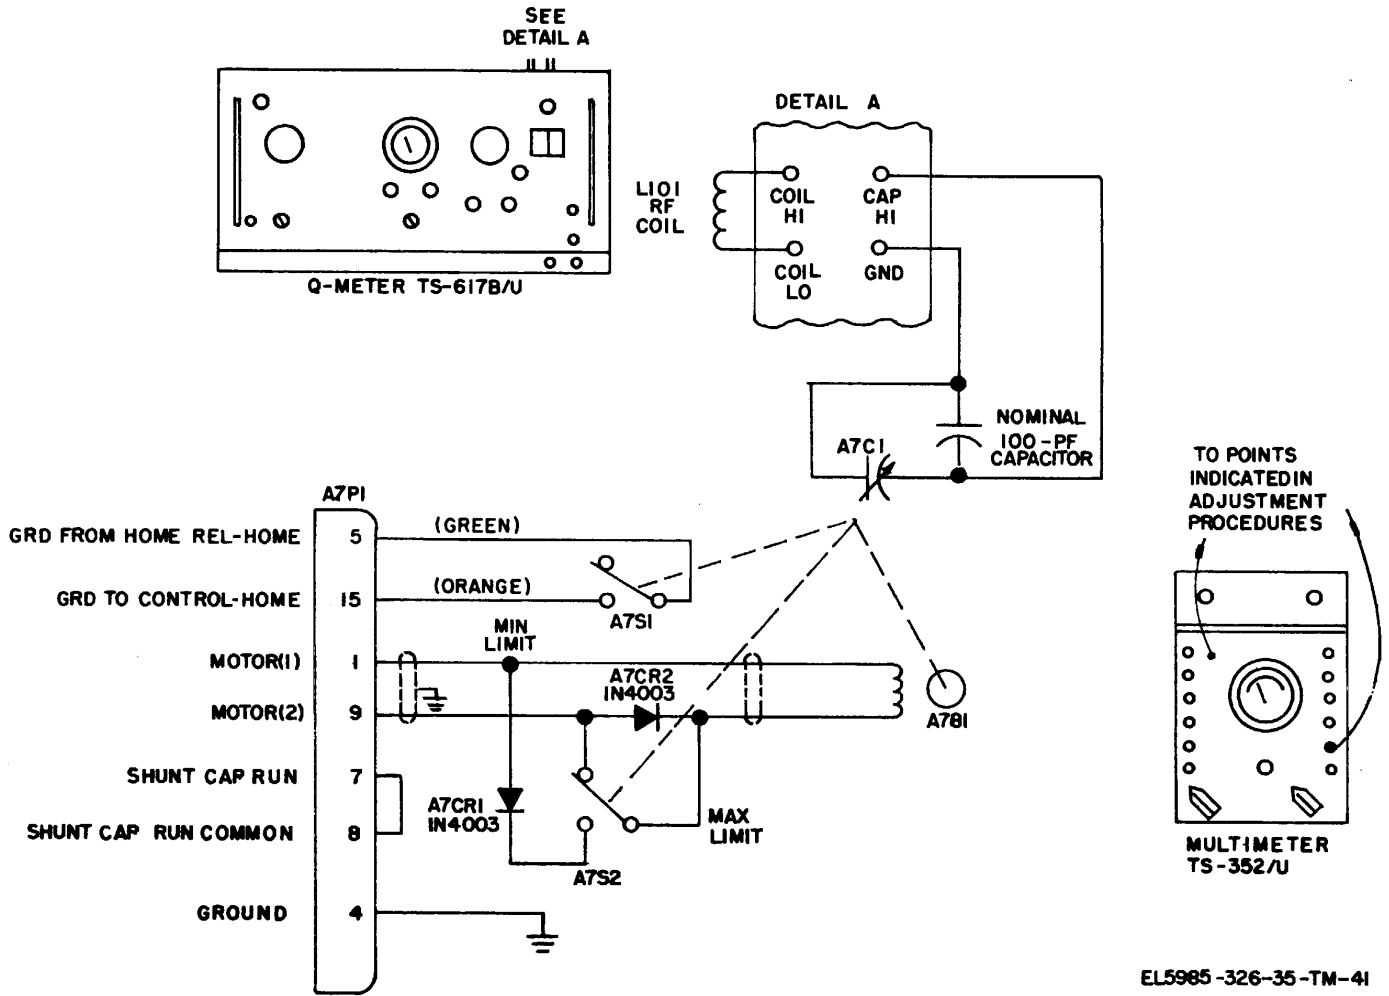 SEE
DETAIL A
Q-METER TS-617B/U
DETAIL A
L101
RF
COIL
COIL
HI
CAP
HI
COIL
LO
GND
NOMINAL
100-PF
CAPACITOR
A7C1
TO POINTS
INDICATED IN
ADJUSTMENT
PROCEDURES
A7P1
GRD FROM HOME REL-HOME 5 (GREEN)
GRD TO CONTROL-HOME 15 (ORANGE)
A7S1
MIN
LIMIT
MOTOR(1) 1
A7CR2
1N4003
MOTOR(2) 9
A7B1
SHUNT CAP RUN 7
A7CR1
1N4003
SHUNT CAP RUN COMMON 8
MAX
LIMIT
A7S2
GROUND 4
MULTIMETER
TS-352/U
EL5985-326-35-TM-41